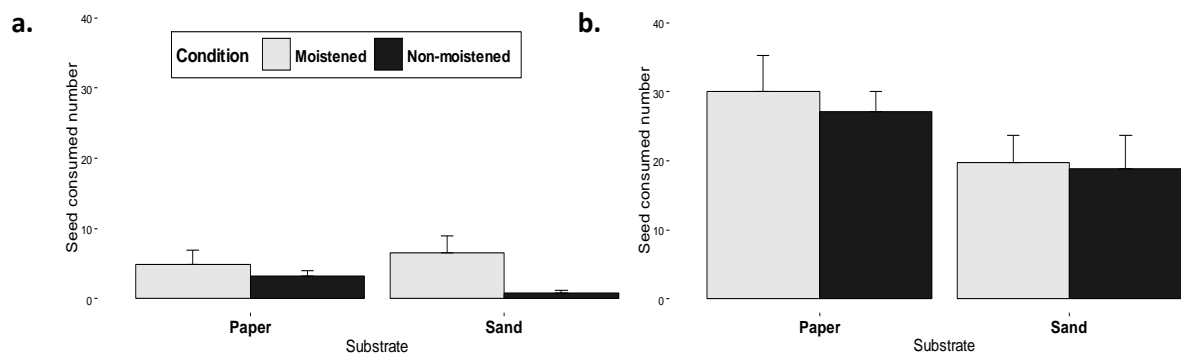 a.
40
30
20
10
0
Seed consumed number
Condition Moistened Non-moistened
Paper Sand
Substrate
b.
40
30
20
10
0
Seed consumed number
Paper Sand
Substrate